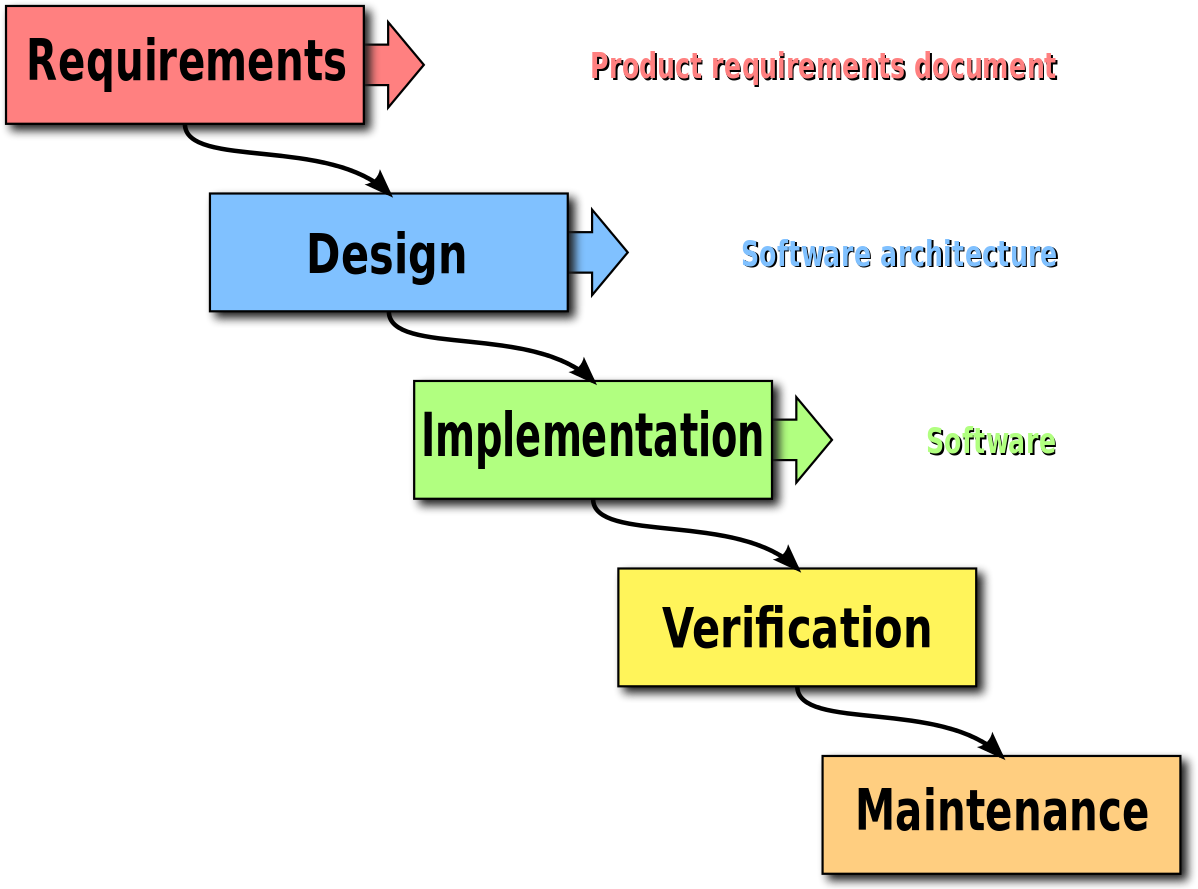 Requirements
Product requirements document
Design
Software architecture
Implementation
Software
Verification
Maintenance